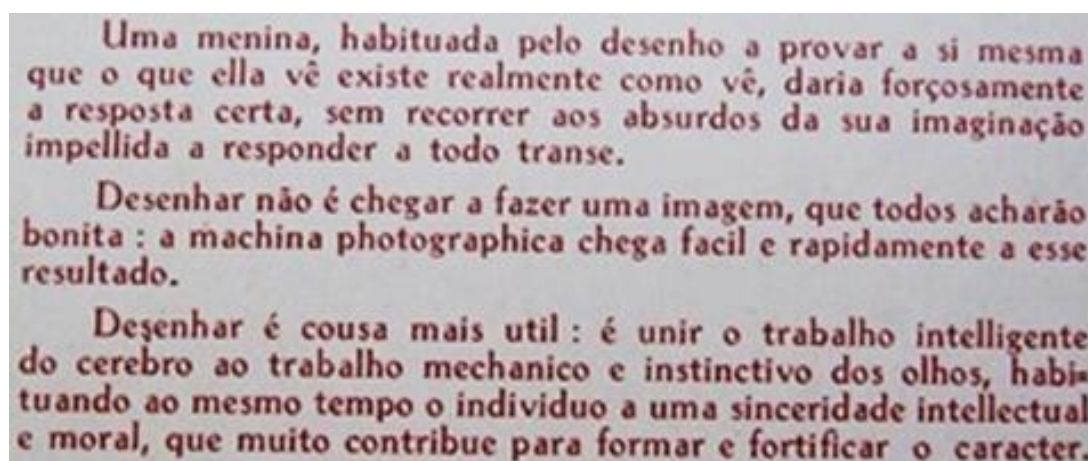 Uma menina, habituada pelo desenho a provar a si mesma
que o que ella vê existe realmente como vê, daria forçosamente
a resposta certa, sem recorrer aos absurdos da sua imaginação
impellida a responder a todo transe.
Desenhar não é chegar a fazer uma imagem, que todos acharão
bonita : a machina photographica chega facil e rapidamente a esse
resultado.
Desenhar é cousa mais util : é unir o trabalho intelligente
do cerebro ao trabalho mechanico e instinctivo dos olhos, habi-
tuando ao mesmo tempo o individuo a uma sinceridade intellectual
e moral, que muito contribue para formar e fortificar o caracter.